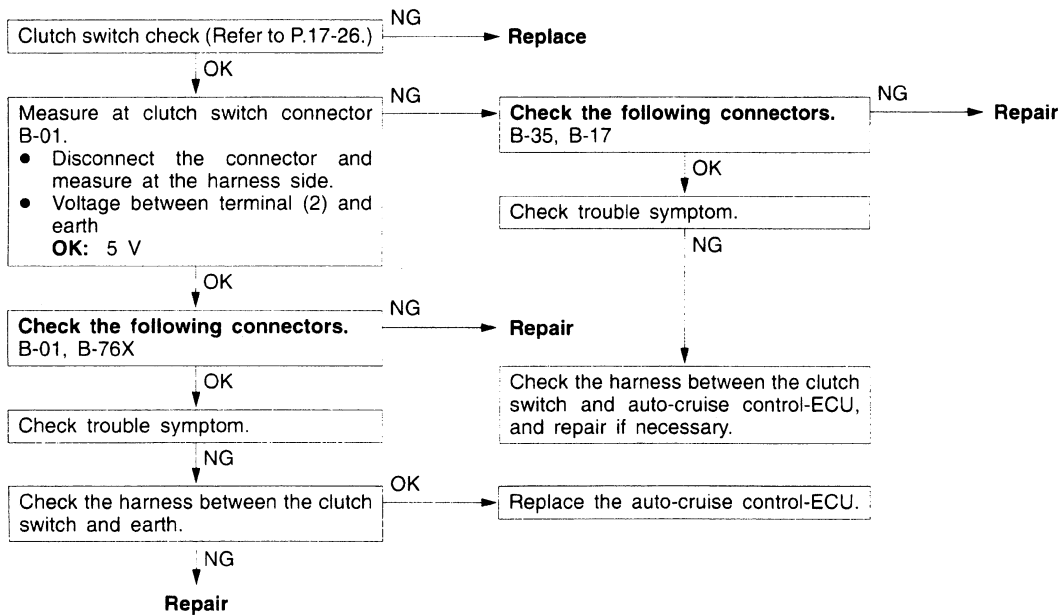 Clutch switch check (Refer to P.17-26.)
NG
Replace
OK
Measure at clutch switch connector
B-01.
● Disconnect the connector and
measure at the harness side.
● Voltage between terminal (2) and
earth
OK: 5 V
NG
Check the following connectors.
B-35, B-17
NG
Repair
OK
Check trouble symptom.
NG
Check the harness between the clutch
switch and auto-cruise control-ECU,
and repair if necessary.
OK
Check the following connectors.
B-01, B-76X
NG
Repair
OK
Check trouble symptom.
NG
Check the harness between the clutch
switch and earth.
OK
Replace the auto-cruise control-ECU.
NG
Repair